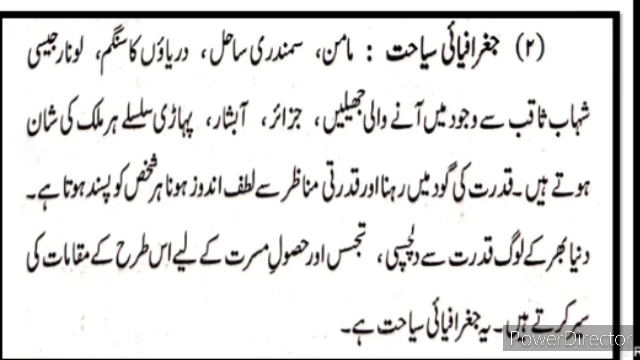 (۲) جغرافیائی سیاحت : مامن، سمندری ساحل، دریاؤں کا سنگم، لونار جیسی
شہاب ثاقب سے وجود میں آنے والی جھیلیں، جزائر، آبشار، پہاڑی سلسلے ہر ملک کی شان
ہوتے ہیں۔ قدرت کی گود میں رہنا اور قدرتی مناظر سے لطف اندوز ہونا ہر شخص کو پسند ہوتا ہے۔
دنیا بھر کے لوگ قدرت سے دلچسپی، تجسس اور حصولِ مسرت کے لیے اس طرح کے مقامات کی
سیر کرتے ہیں۔ یہ جغرافیائی سیاحت ہے۔
PowerDirector